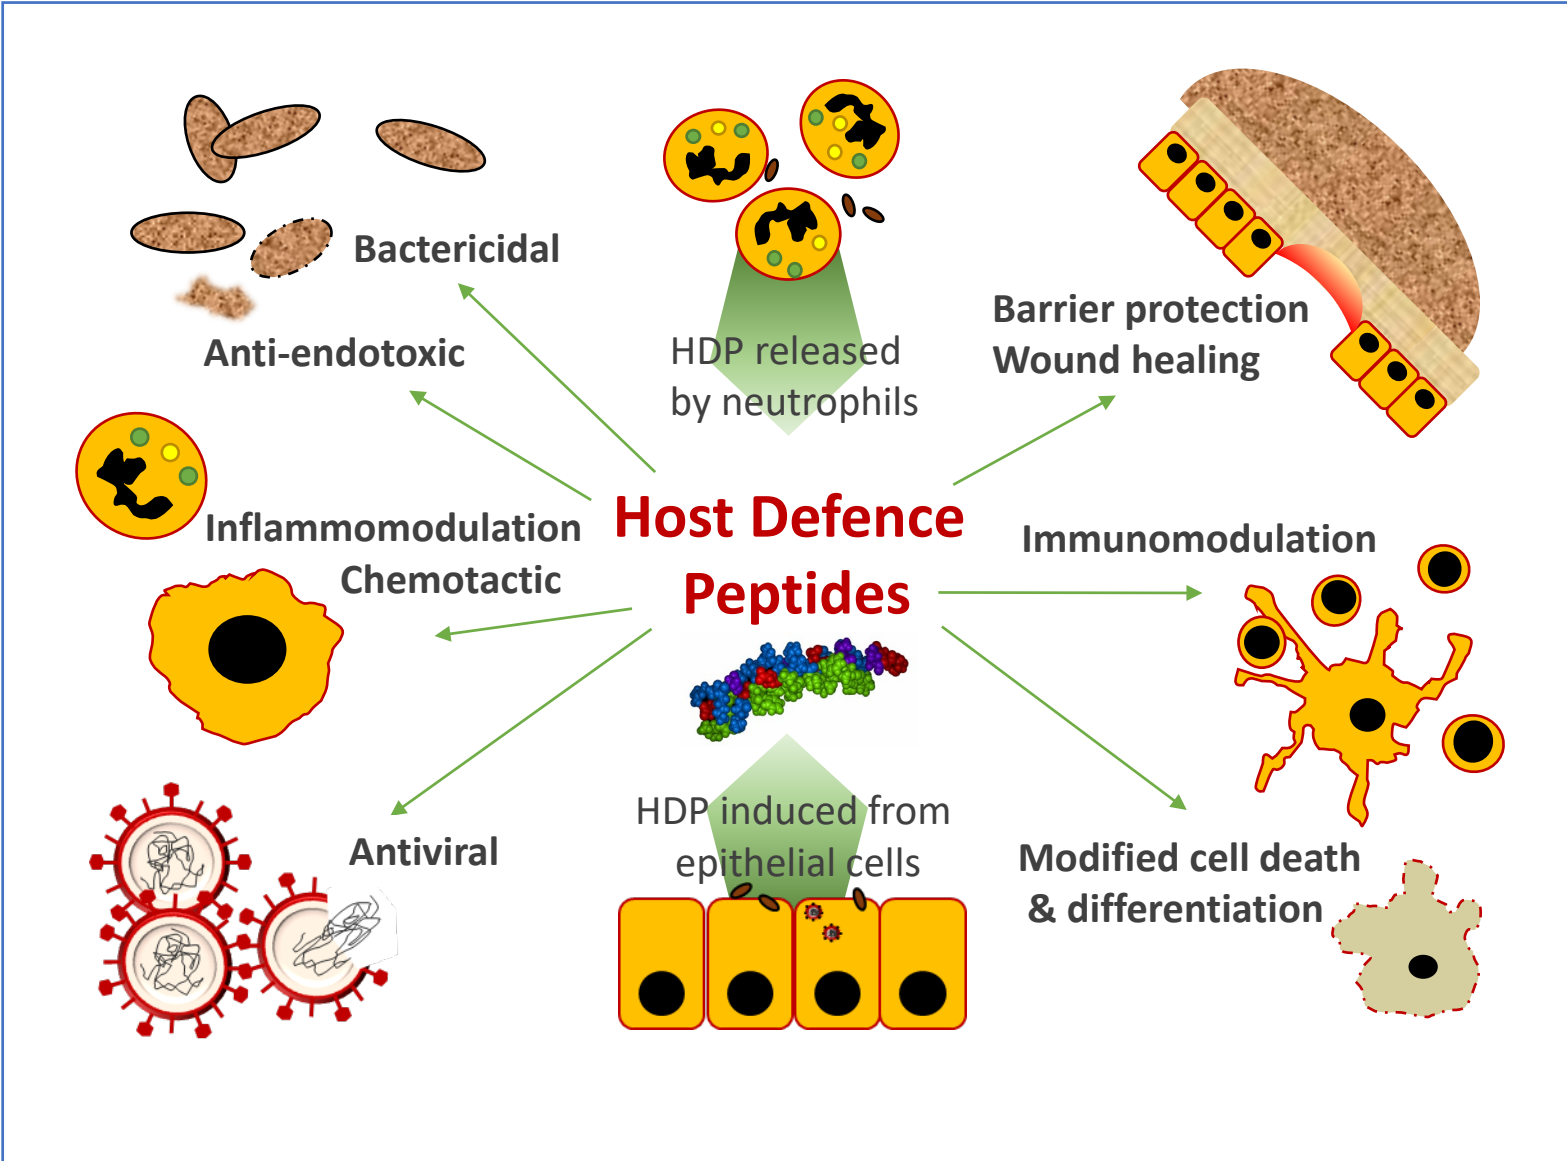 Bactericidal
Anti-endotoxic
HDP released
by neutrophils
Barrier protection
Wound healing
Inflammomodulation
Chemotactic
Host Defence
Peptides
Immunomodulation
Antiviral
HDP induced from
epithelial cells
Modified cell death
& differentiation